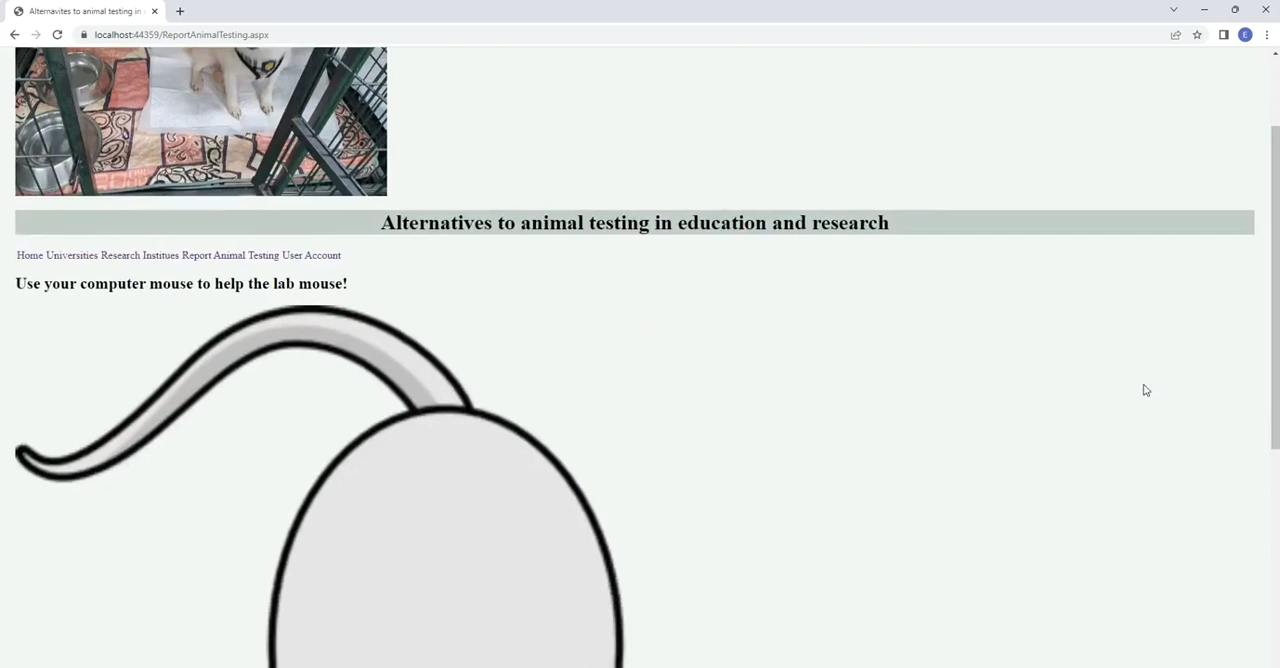 Alternavites to animal testing in
localhost:44359/ReportAnimalTesting.aspx
E
Alternatives to animal testing in education and research
Home Universities Research Institues Report Animal Testing User Account
Use your computer mouse to help the lab mouse!